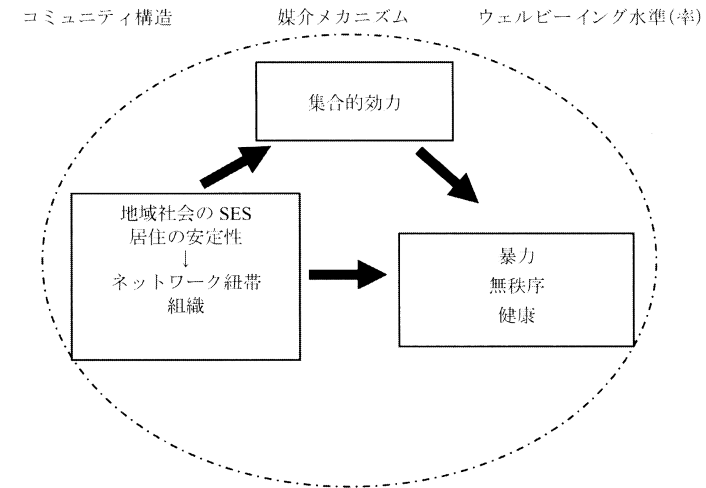 コミュニティ構造
媒介メカニズム
ウェルビーイング水準(率)
集合的効力
地域社会の SES
居住の安定性
↓
ネットワーク紐帯
組織
暴力
無秩序
健康